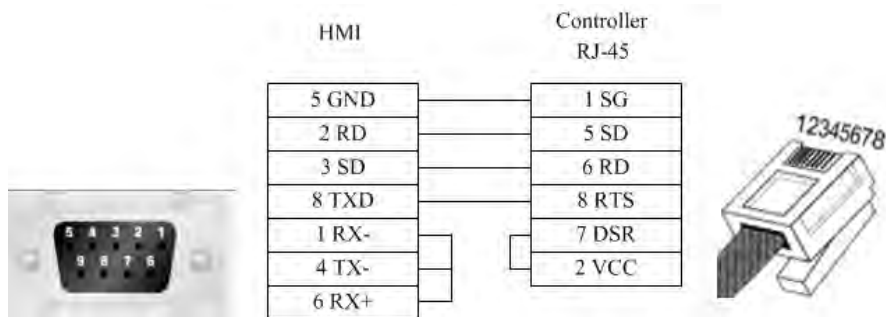 HMI
Controller
RJ-45
5 GND
1 SG
2 RD
5 SD
3 SD
6 RD
8 TXD
8 RTS
1 RX-
7 DSR
4 TX-
2 VCC
6 RX+
5 4 3 2 1
9 8 7 6
12345678